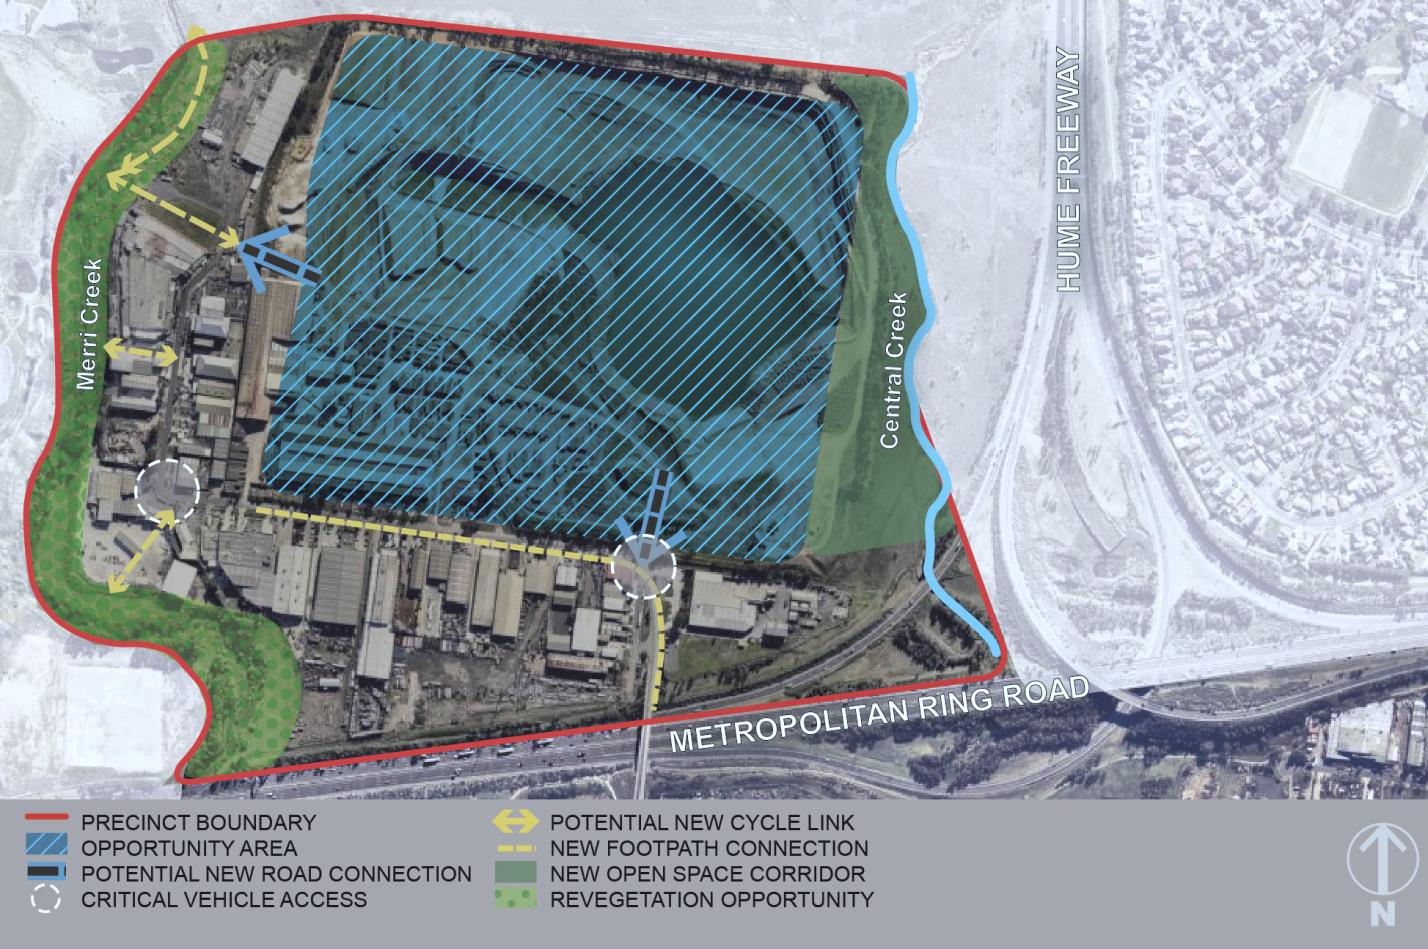 HUME FREEWAY
Merri Creek
Central Creek
METROPOLITAN RING ROAD
PRECINCT BOUNDARY
OPPORTUNITY AREA
POTENTIAL NEW ROAD CONNECTION
CRITICAL VEHICLE ACCESS
POTENTIAL NEW CYCLE LINK
NEW FOOTPATH CONNECTION
NEW OPEN SPACE CORRIDOR
REVEGETATION OPPORTUNITY
N